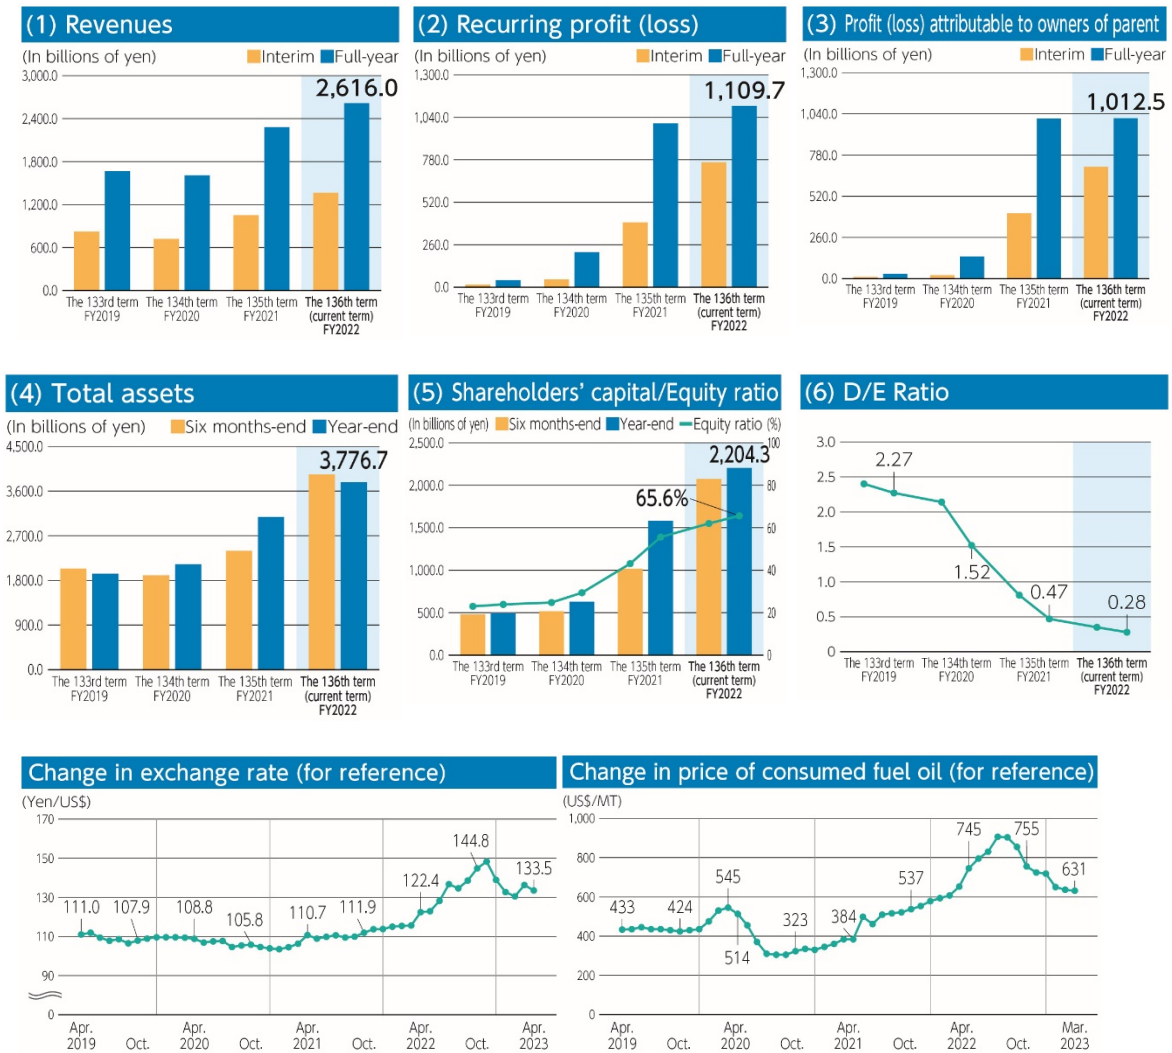 (1) Revenues
(In billions of yen) Interim Full-year
3,000.0
2,400.0
1,800.0
1,200.0
600.0
0.0
2,616.0
The 133rd term
FY2019
The 134th term
FY2020
The 135th term
FY2021
The 136th term
(current term)
FY2022
(2) Recurring profit (loss)
(In billions of yen) Interim Full-year
1,300.0
1,040.0
780.0
520.0
260.0
0.0
1,109.7
The 133rd term
FY2019
The 134th term
FY2020
The 135th term
FY2021
The 136th term
(current term)
FY2022
(3) Profit (loss) attributable to owners of parent
(In billions of yen) Interim Full-year
1,300.0
1,040.0
780.0
520.0
260.0
0.0
1,012.5
The 133rd term
FY2019
The 134th term
FY2020
The 135th term
FY2021
The 136th term
(current term)
FY2022
(4) Total assets
(In billions of yen) Six months-end Year-end
4,500.0
3,600.0
2,700.0
1,800.0
900.0
0.0
3,776.7
The 133rd term
FY2019
The 134th term
FY2020
The 135th term
FY2021
The 136th term
(current term)
FY2022
(5) Shareholders' capital/Equity ratio
(In billions of yen) Six months-end Year-end Equity ratio (%)
2,500.0
2,000.0
1,500.0
1,000.0
500.0
0.0
100
80
60
40
20
0
2,204.3
65.6%
The 133rd term
FY2019
The 134th term
FY2020
The 135th term
FY2021
The 136th term
(current term)
FY2022
(6) D/E Ratio
3.0
2.5
2.0
1.5
1.0
0.5
0
2.27
1.52
0.47
0.28
The 133rd term
FY2019
The 134th term
FY2020
The 135th term
FY2021
The 136th term
(current term)
FY2022
Change in exchange rate (for reference)
(Yen/US$)
170
150
130
110
90
0
111.0
107.9
108.8
105.8
110.7
111.9
122.4
144.8
133.5
Apr.
2019
Oct.
Apr.
2020
Oct.
Apr.
2021
Oct.
Apr.
2022
Oct.
Apr.
2023
Change in price of consumed fuel oil (for reference)
(US$/MT)
1,000
800
600
400
200
0
433
424
545
514
323
384
537
745
755
631
Apr.
2019
Oct.
Apr.
2020
Oct.
Apr.
2021
Oct.
Apr.
2022
Oct.
Mar.
2023